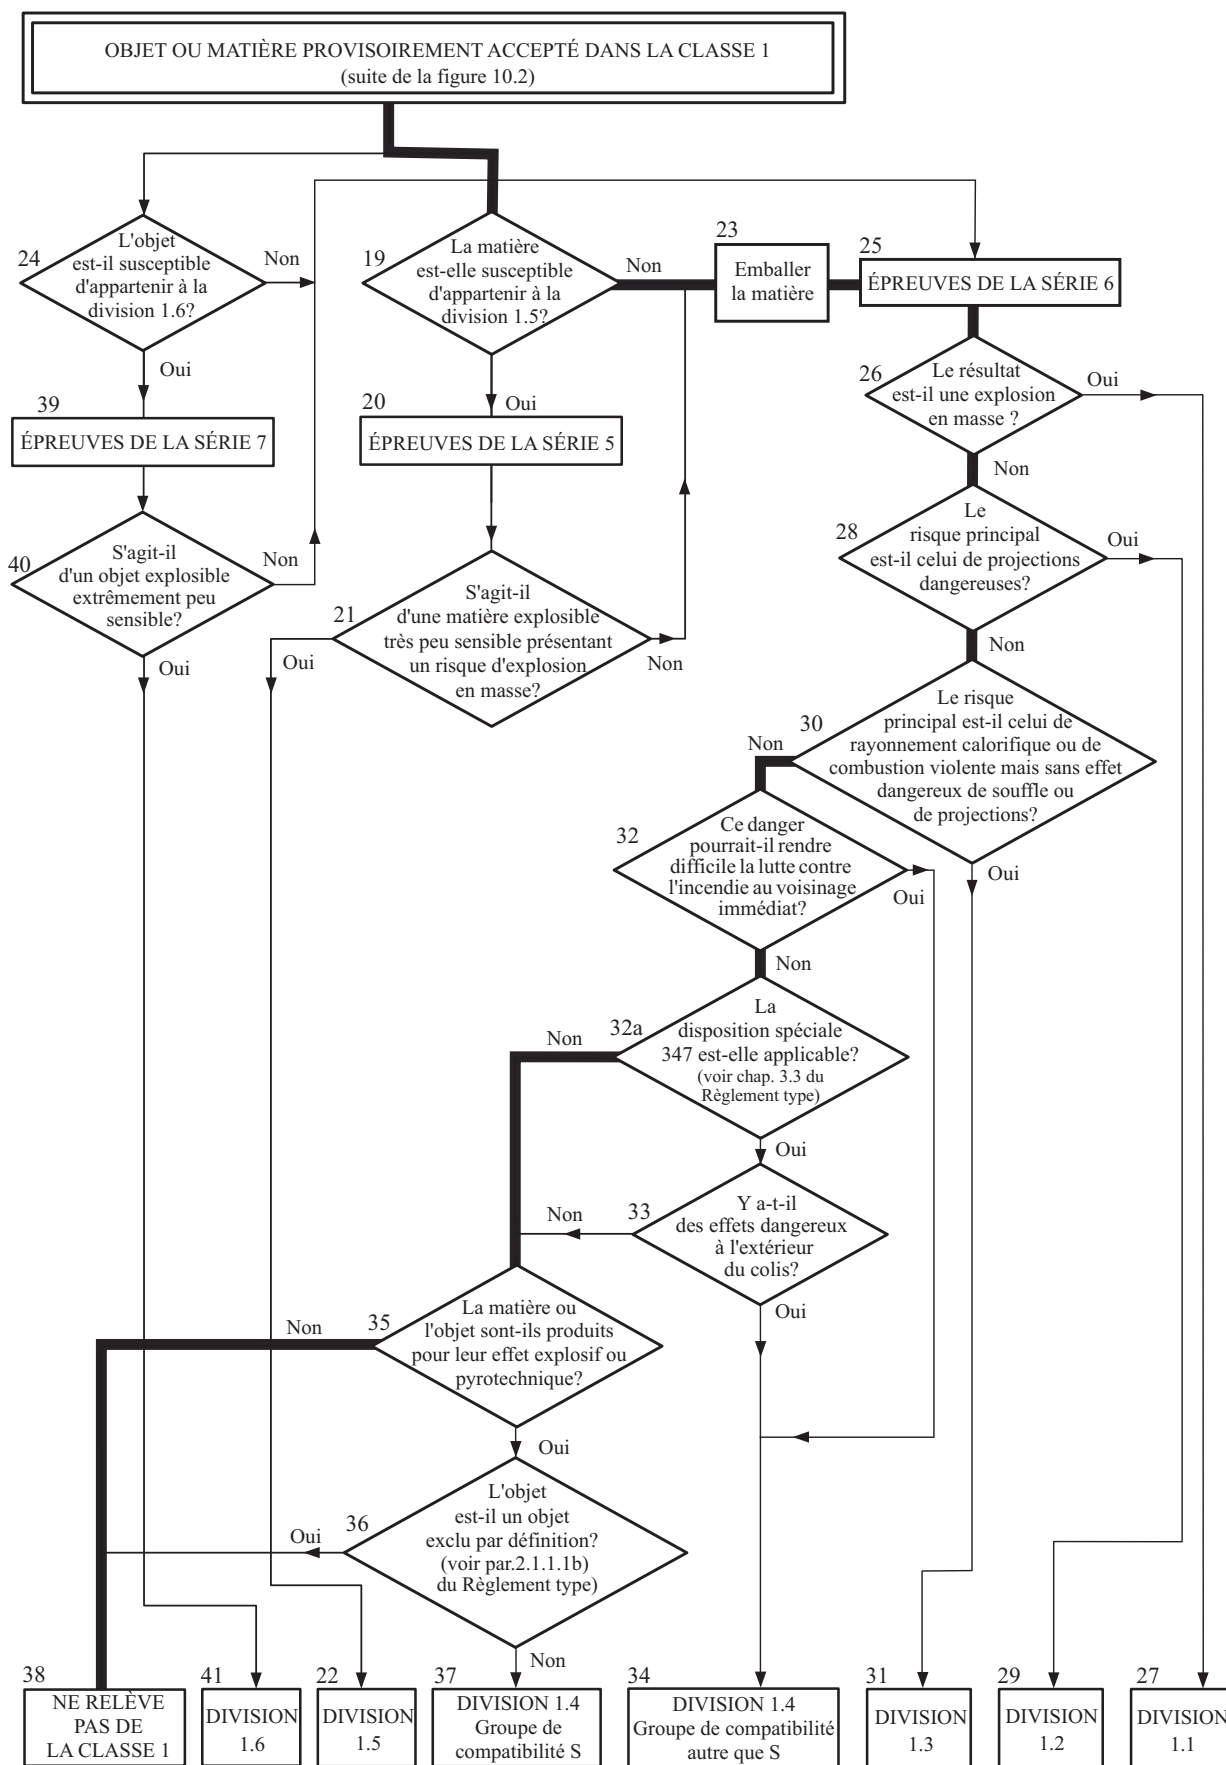 OBJET OU MATIÈRE PROVISOIREMENT ACCEPTÉ DANS LA CLASSE 1
(suite de la figure 10.2)
24
L'objet
est-il susceptible
d'appartenir à la
division 1.6?
Non
Oui
19
La matière
est-elle susceptible
d'appartenir à la
division 1.5?
Non
Oui
23
Emballer
la matière
25
ÉPREUVES DE LA SÉRIE 6
26
Le résultat
est-il une explosion
en masse ?
Oui
Non
39
ÉPREUVES DE LA SÉRIE 7
20
ÉPREUVES DE LA SÉRIE 5
28
Le
risque principal
est-il celui de projections
dangereuses?
Oui
Non
40
S'agit-il
d'un objet explosible
extrêmement peu
sensible?
Non
Oui
21
S'agit-il
d'une matière explosible
très peu sensible présentant
un risque d'explosion
en masse?
Oui
Non
30
Le risque
principal est-il celui de
rayonnement calorifique ou de
combustion violente mais sans effet
dangereux de souffle ou
de projections?
Non
Oui
32
Ce danger
pourrait-il rendre
difficile la lutte contre
l'incendie au voisinage
immédiat?
Oui
Non
32a
La
disposition spéciale
347 est-elle applicable?
(voir chap. 3.3 du
Règlement type)
Non
Oui
33
Y a-t-il
des effets dangereux
à l'extérieur
du colis?
Non
Oui
35
La matière ou
l'objet sont-ils produits
pour leur effet explosif ou
pyrotechnique?
Non
Oui
36
L'objet
est-il un objet
exclu par définition?
(voir par.2.1.1.1b)
du Règlement type)
Oui
Non
38
NE RELÈVE
PAS DE
LA CLASSE 1
41
DIVISION
1.6
22
DIVISION
1.5
37
DIVISION 1.4
Groupe de
compatibilité S
34
DIVISION 1.4
Groupe de compatibilité
autre que S
31
DIVISION
1.3
29
DIVISION
1.2
27
DIVISION
1.1